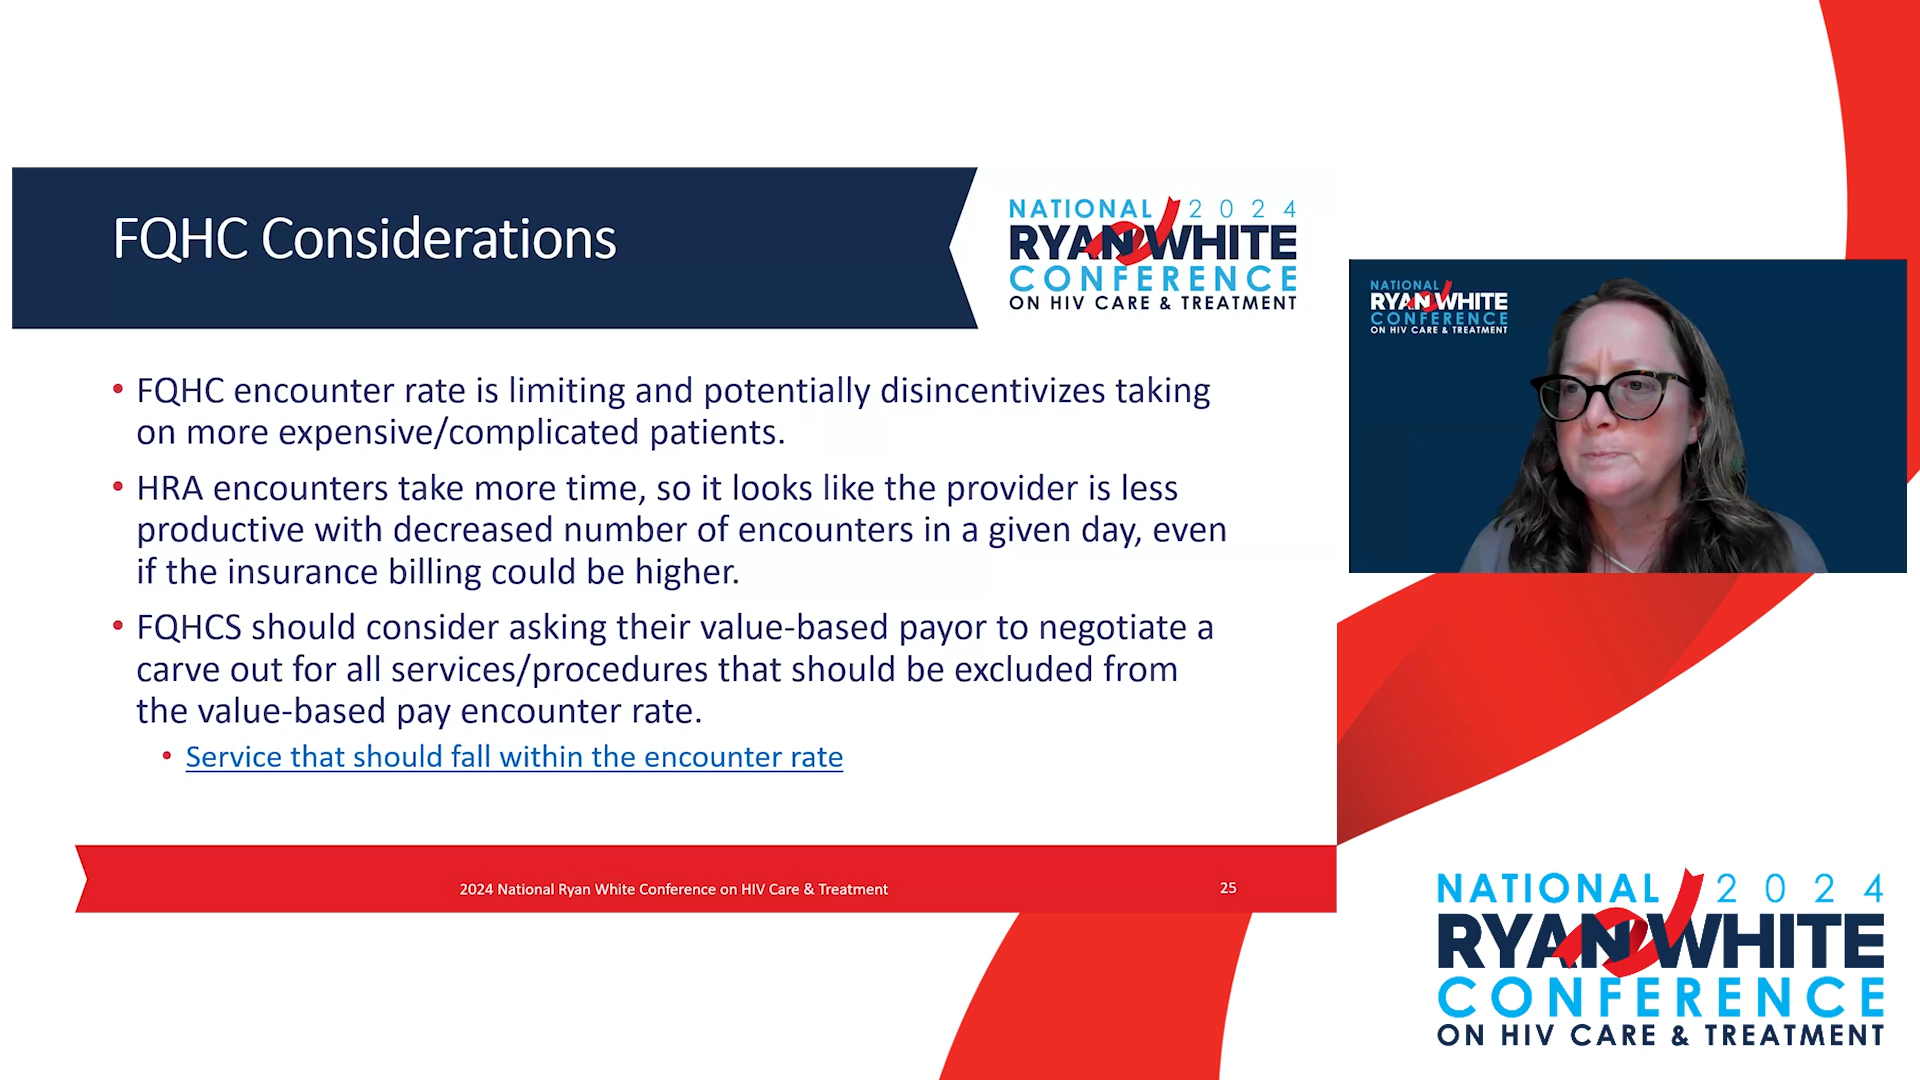 FQHC Considerations
NATIONAL 2024
RYAN WHITE
CONFERENCE
ON HIV CARE & TREATMENT
• FQHC encounter rate is limiting and potentially disincentivizes taking
on more expensive/complicated patients.
• HRA encounters take more time, so it looks like the provider is less
productive with decreased number of encounters in a given day, even
if the insurance billing could be higher.
• FQHCS should consider asking their value-based payor to negotiate a
carve out for all services/procedures that should be excluded from
the value-based pay encounter rate.
• Service that should fall within the encounter rate
2024 National Ryan White Conference on HIV Care & Treatment
25
NATIONAL
RYAN WHITE
CONFERENCE
ON HIV CARE & TREATMENT
NATIONAL 2024
RYAN WHITE
CONFERENCE
ON HIV CARE & TREATMENT